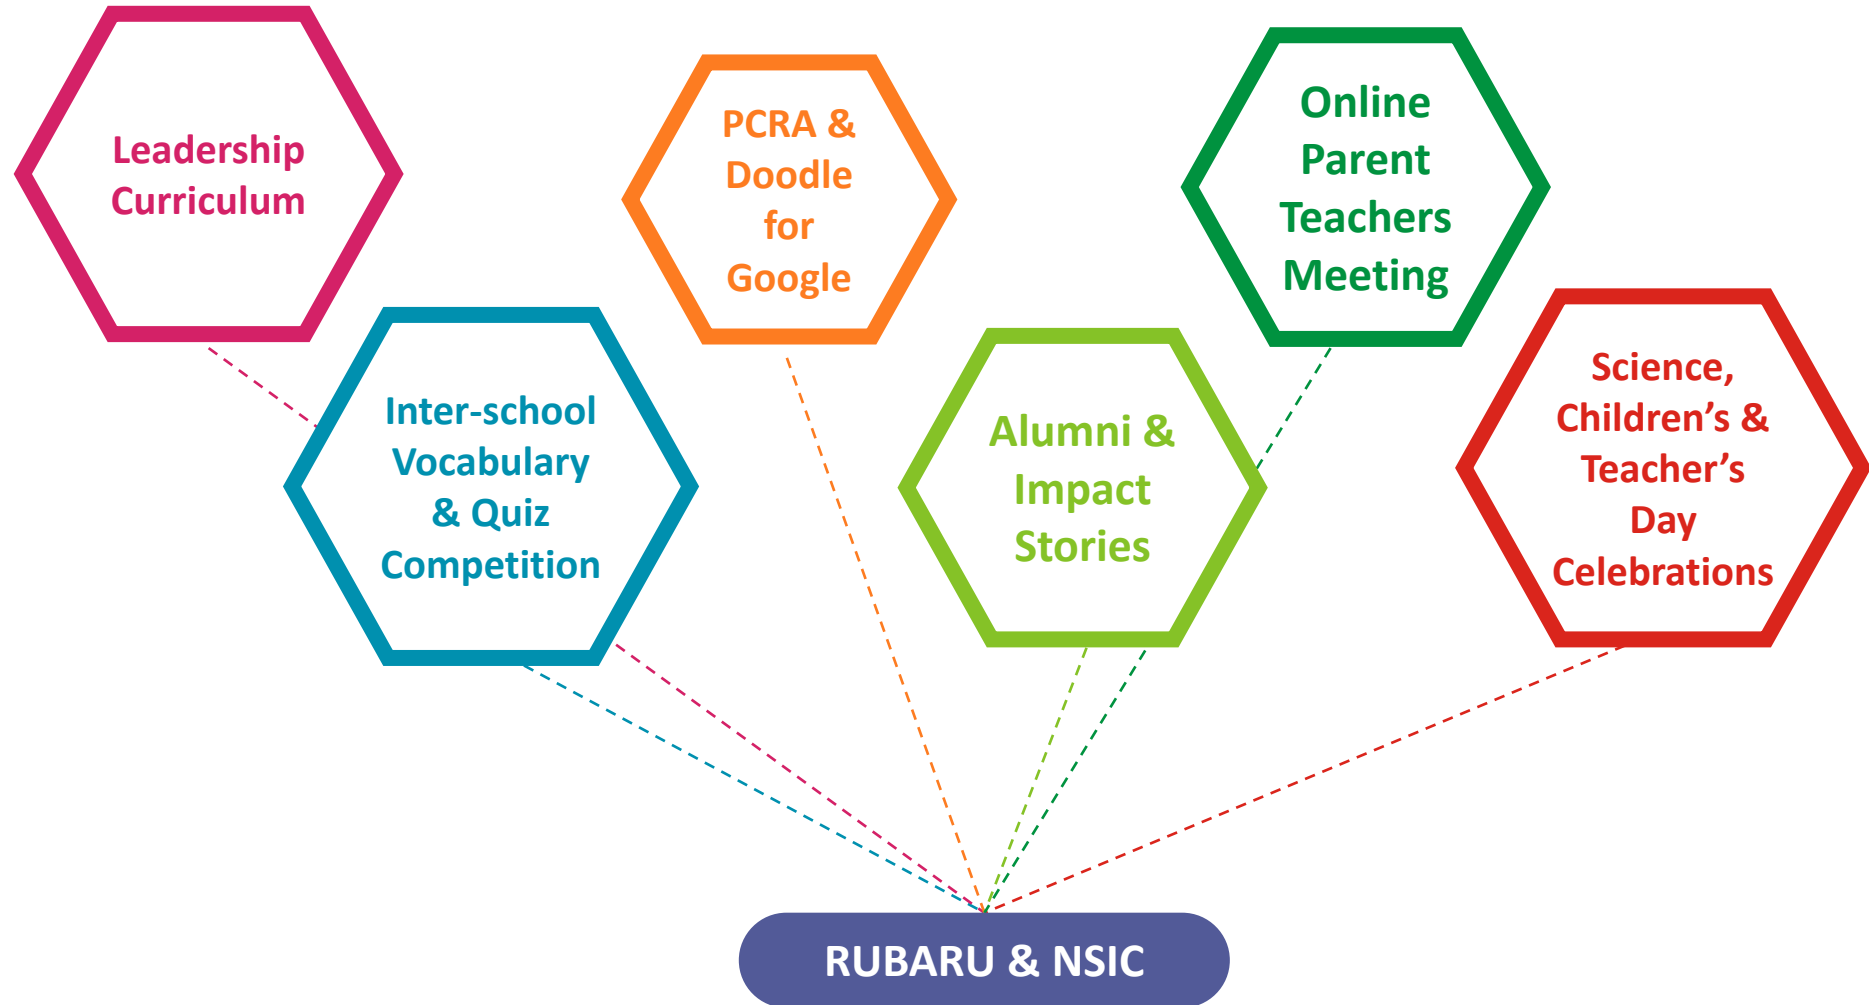 Leadership
Curriculum
Inter-school
Vocabulary
& Quiz
Competition
PCRA &
Doodle
for
Google
Alumni &
Impact
Stories
Online
Parent
Teachers
Meeting
Science,
Children’s &
Teacher’s
Day
Celebrations
RUBARU & NSIC